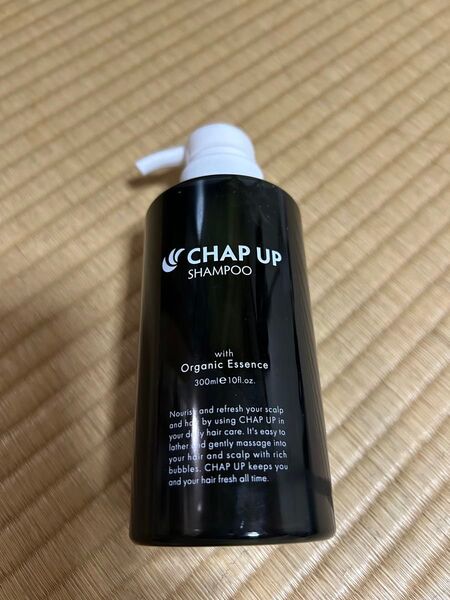 CHAP UP
SHAMPOO
with
Organic Essence
300ml℮10fl.oz.
Nourish and refresh your scalp
and hair by using CHAP UP in
your daily hair care. It's easy to
lather and gently massage into
your hair and scalp with rich
bubbles. CHAP UP keeps you
and your hair fresh all time.